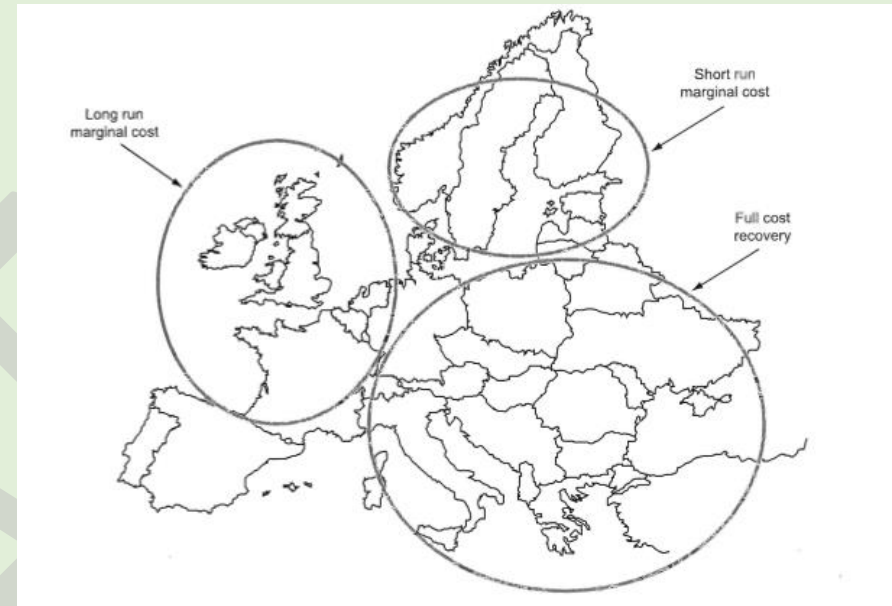 Short run
marginal cost
Long run
marginal cost
Full cost
recovery